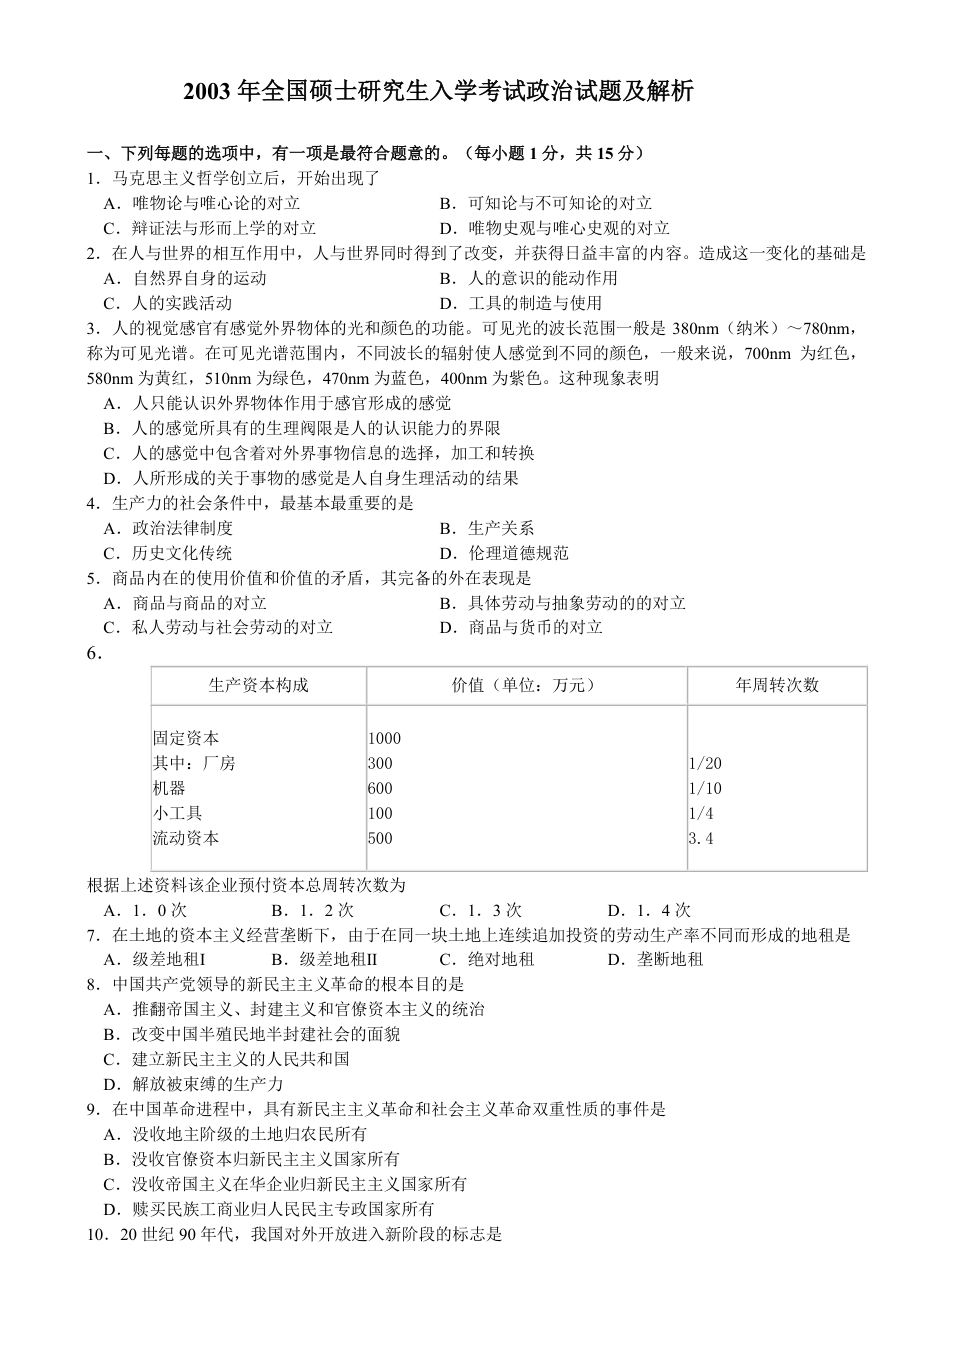 2003 年全国硕士研究生入学考试政治试题及解析
一、下列每题的选项中，有一项是最符合题意的。（每小题 1 分，共 15 分）
1．马克思主义哲学创立后，开始出现了
A．唯物论与唯心论的对立 B．可知论与不可知论的对立
C．辩证法与形而上学的对立 D．唯物史观与唯心史观的对立
2．在人与世界的相互作用中，人与世界同时得到了改变，并获得日益丰富的内容。造成这一变化的基础是
A．自然界自身的运动 B．人的意识的能动作用
C．人的实践活动 D．工具的制造与使用
3．人的视觉感官有感觉外界物体的光和颜色的功能。可见光的波长范围一般是 380nm（纳米）～780nm，
称为可见光谱。在可见光谱范围内，不同波长的辐射使人感觉到不同的颜色，一般来说，700nm 为红色，
580nm 为黄红，510nm 为绿色，470nm 为蓝色，400nm 为紫色。这种现象表明
A．人只能认识外界物体作用于感官形成的感觉
B．人的感觉所具有的生理阀限是人的认识能力的界限
C．人的感觉中包含着对外界事物信息的选择，加工和转换
D．人所形成的关于事物的感觉是人自身生理活动的结果
4．生产力的社会条件中，最基本最重要的是
A．政治法律制度 B．生产关系
C．历史文化传统 D．伦理道德规范
5．商品内在的使用价值和价值的矛盾，其完备的外在表现是
A．商品与商品的对立 B．具体劳动与抽象劳动的的对立
C．私人劳动与社会劳动的对立 D．商品与货币的对立
6．
生产资本构成 价值（单位：万元） 年周转次数
固定资本 1000
其中：厂房 300 1/20
机器 600 1/10
小工具 100 1/4
流动资本 500 3.4
根据上述资料该企业预付资本总周转次数为
A．1．0 次 B．1．2 次 C．1．3 次 D．1．4 次
7．在土地的资本主义经营垄断下，由于在同一块土地上连续追加投资的劳动生产率不同而形成的地租是
A．级差地租Ⅰ B．级差地租Ⅱ C．绝对地租 D．垄断地租
8．中国共产党领导的新民主主义革命的根本目的是
A．推翻帝国主义、封建主义和官僚资本主义的统治
B．改变中国半殖民地半封建社会的面貌
C．建立新民主主义的人民共和国
D．解放被束缚的生产力
9．在中国革命进程中，具有新民主主义革命和社会主义革命双重性质的事件是
A．没收地主阶级的土地归农民所有
B．没收官僚资本归新民主主义国家所有
C．没收帝国主义在华企业归新民主主义国家所有
D．赎买民族工商业归人民民主专政国家所有
10．20 世纪 90 年代，我国对外开放进入新阶段的标志是